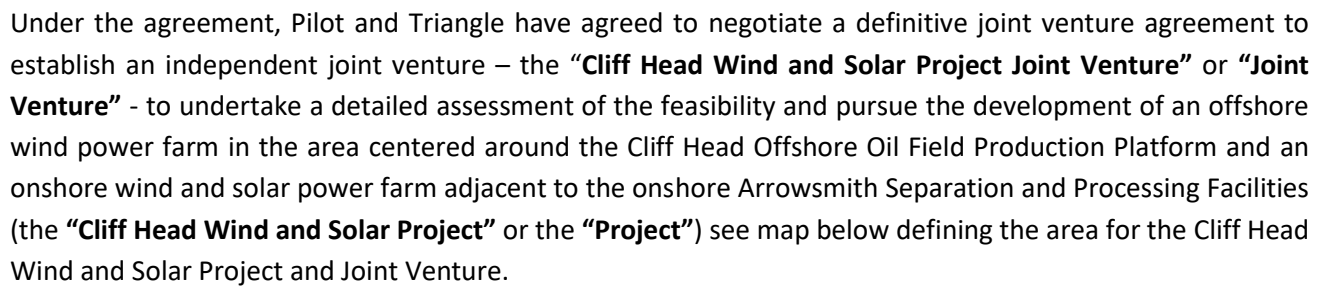 Under the agreement, Pilot and Triangle have agreed to negotiate a definitive joint venture agreement to
establish an independent joint venture – the “Cliff Head Wind and Solar Project Joint Venture” or “Joint
Venture” - to undertake a detailed assessment of the feasibility and pursue the development of an offshore
wind power farm in the area centered around the Cliff Head Offshore Oil Field Production Platform and an
onshore wind and solar power farm adjacent to the onshore Arrowsmith Separation and Processing Facilities
(the “Cliff Head Wind and Solar Project” or the “Project”) see map below defining the area for the Cliff Head
Wind and Solar Project and Joint Venture.